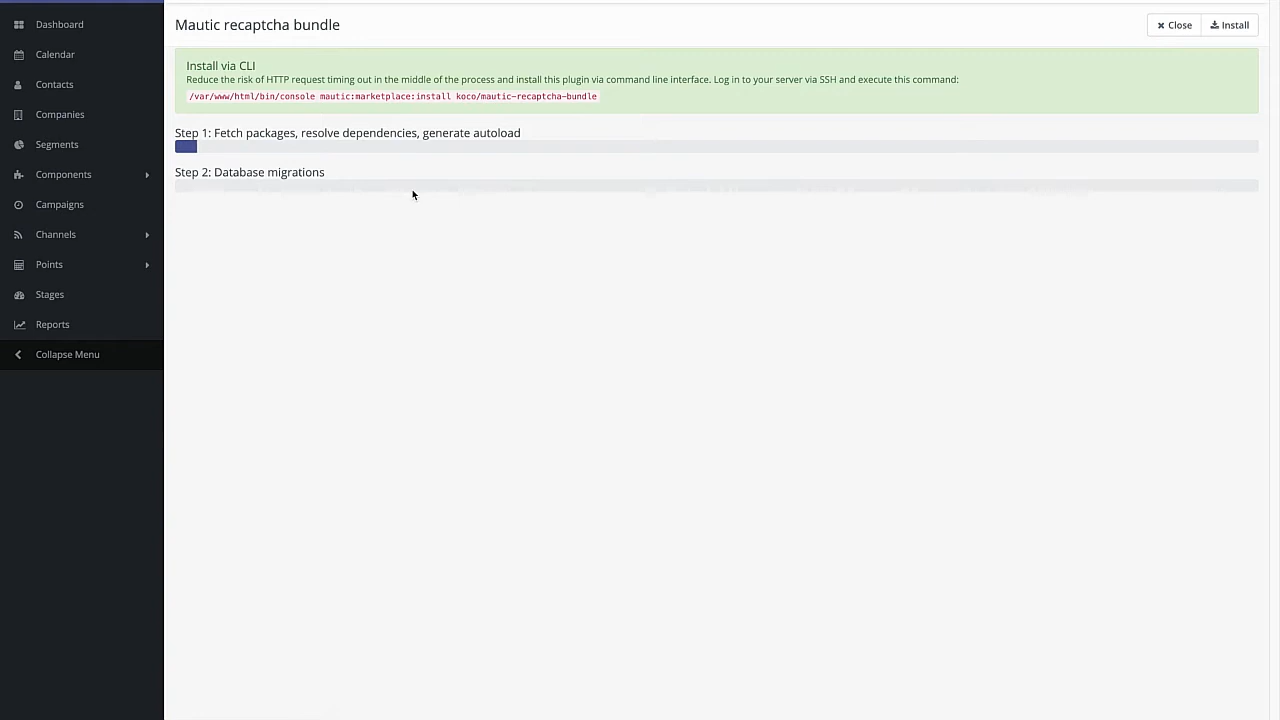 Dashboard
Calendar
Contacts
Companies
Segments
Components
Campaigns
Channels
Points
Stages
Reports
Collapse Menu
Mautic recaptcha bundle
Close
Install
Install via CLI
Reduce the risk of HTTP request timing out in the middle of the process and install this plugin via command line interface. Log in to your server via SSH and execute this command:
/var/www/html/bin/console mautic:marketplace:install koco/mautic-recaptcha-bundle
Step 1: Fetch packages, resolve dependencies, generate autoload
Step 2: Database migrations